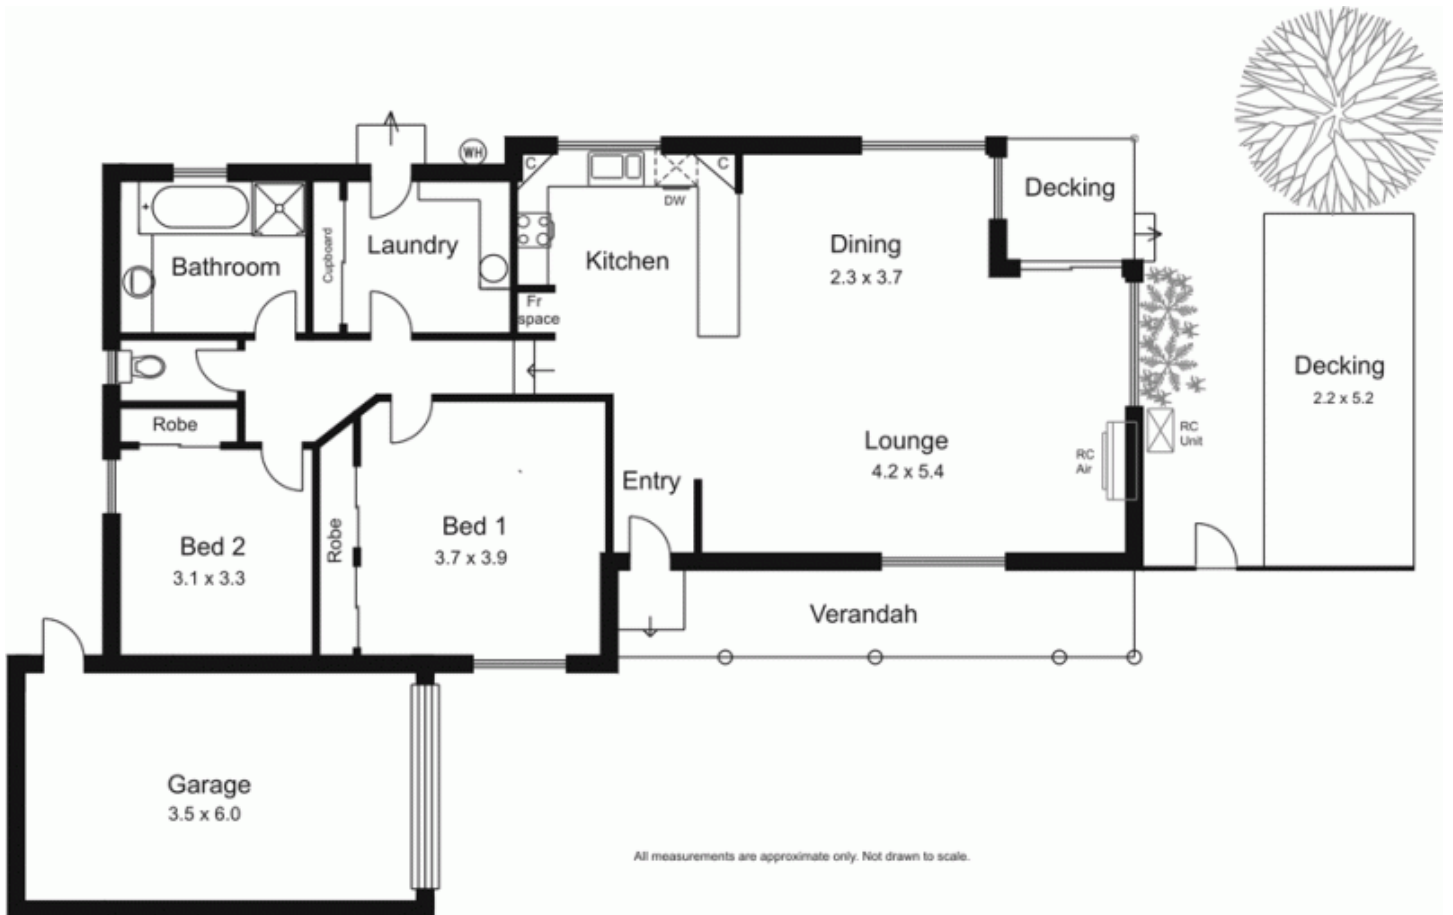 WH
C
C
DW
Decking
Bathroom
Cupboard
Laundry
Kitchen
Dining
2.3 x 3.7
Fr
space
Decking
2.2 x 5.2
Robe
Lounge
4.2 x 5.4
RC
Air
RC
Unit
Entry
Bed 2
3.1 x 3.3
Robe
Bed 1
3.7 x 3.9
Verandah
Garage
3.5 x 6.0
All measurements are approximate only. Not drawn to scale.